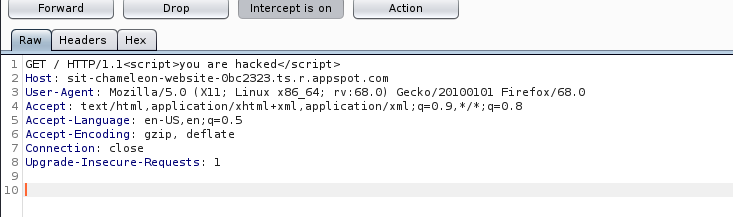 Forward Drop Intercept is on Action
Raw Headers Hex
1 GET / HTTP/1.1<script>you are hacked</script>
2 Host: sit-chameleon-website-0bc2323.ts.r.appspot.com
3 User-Agent: Mozilla/5.0 (X11; Linux x86_64; rv:68.0) Gecko/20100101 Firefox/68.0
4 Accept: text/html,application/xhtml+xml,application/xml;q=0.9,*/*;q=0.8
5 Accept-Language: en-US,en;q=0.5
6 Accept-Encoding: gzip, deflate
7 Connection: close
8 Upgrade-Insecure-Requests: 1
9
10